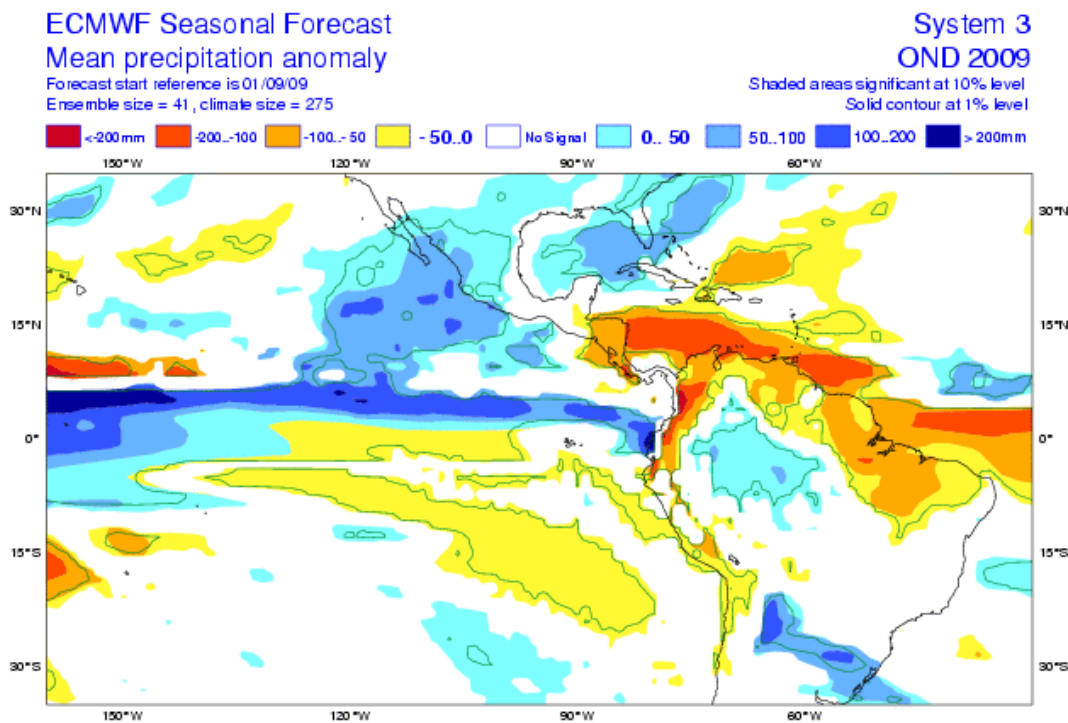 ECMWF Seasonal Forecast
System 3
Mean precipitation anomaly
OND 2009
Forecast start reference is 01/09/09
Shaded areas significant at 10% level
Ensemble size = 41, climate size = 275
Solid contour at 1% level
<-200mm -200..-100 -100..-50 -50..0 No Signal 0..50 50..100 100..200 > 200mm
150°W 120°W 90°W 60°W
30°N 30°N
15°N 15°N
0° 0°
15°S 15°S
30°S 30°S
150°W 120°W 90°W 60°W